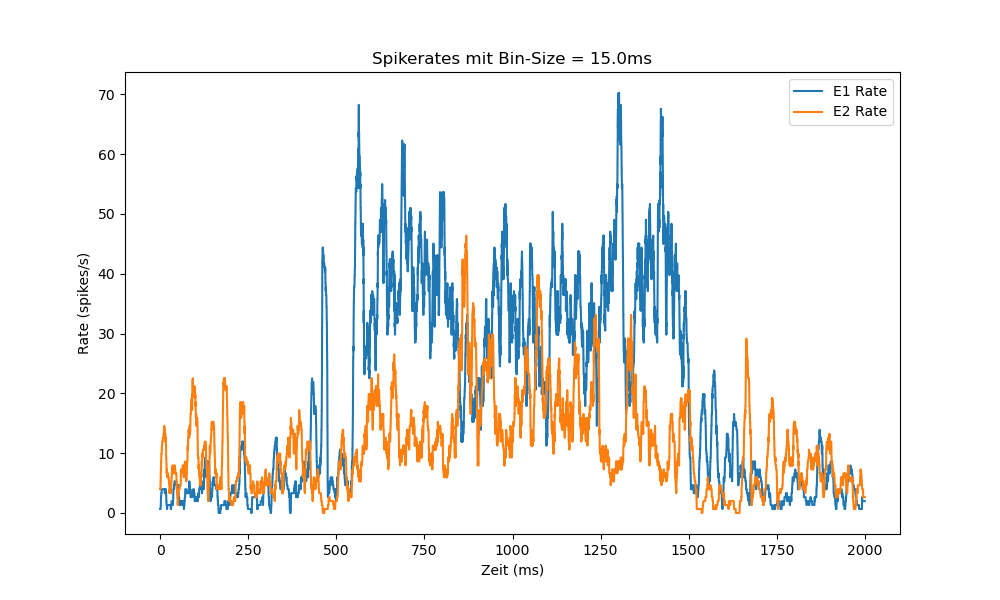 Spikerates mit Bin-Size = 15.0ms
E1 Rate
E2 Rate
Rate (spikes/s)
70
60
50
40
30
20
10
0
0 250 500 750 1000 1250 1500 1750 2000
Zeit (ms)